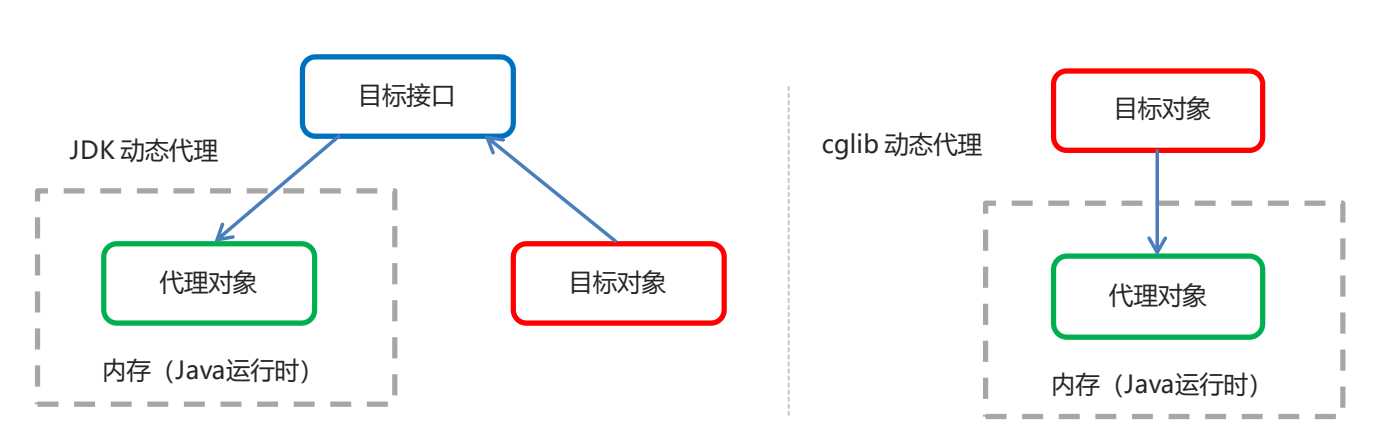 目标接口
JDK 动态代理
代理对象
目标对象
内存（Java运行时）
目标对象
cglib 动态代理
代理对象
内存（Java运行时）